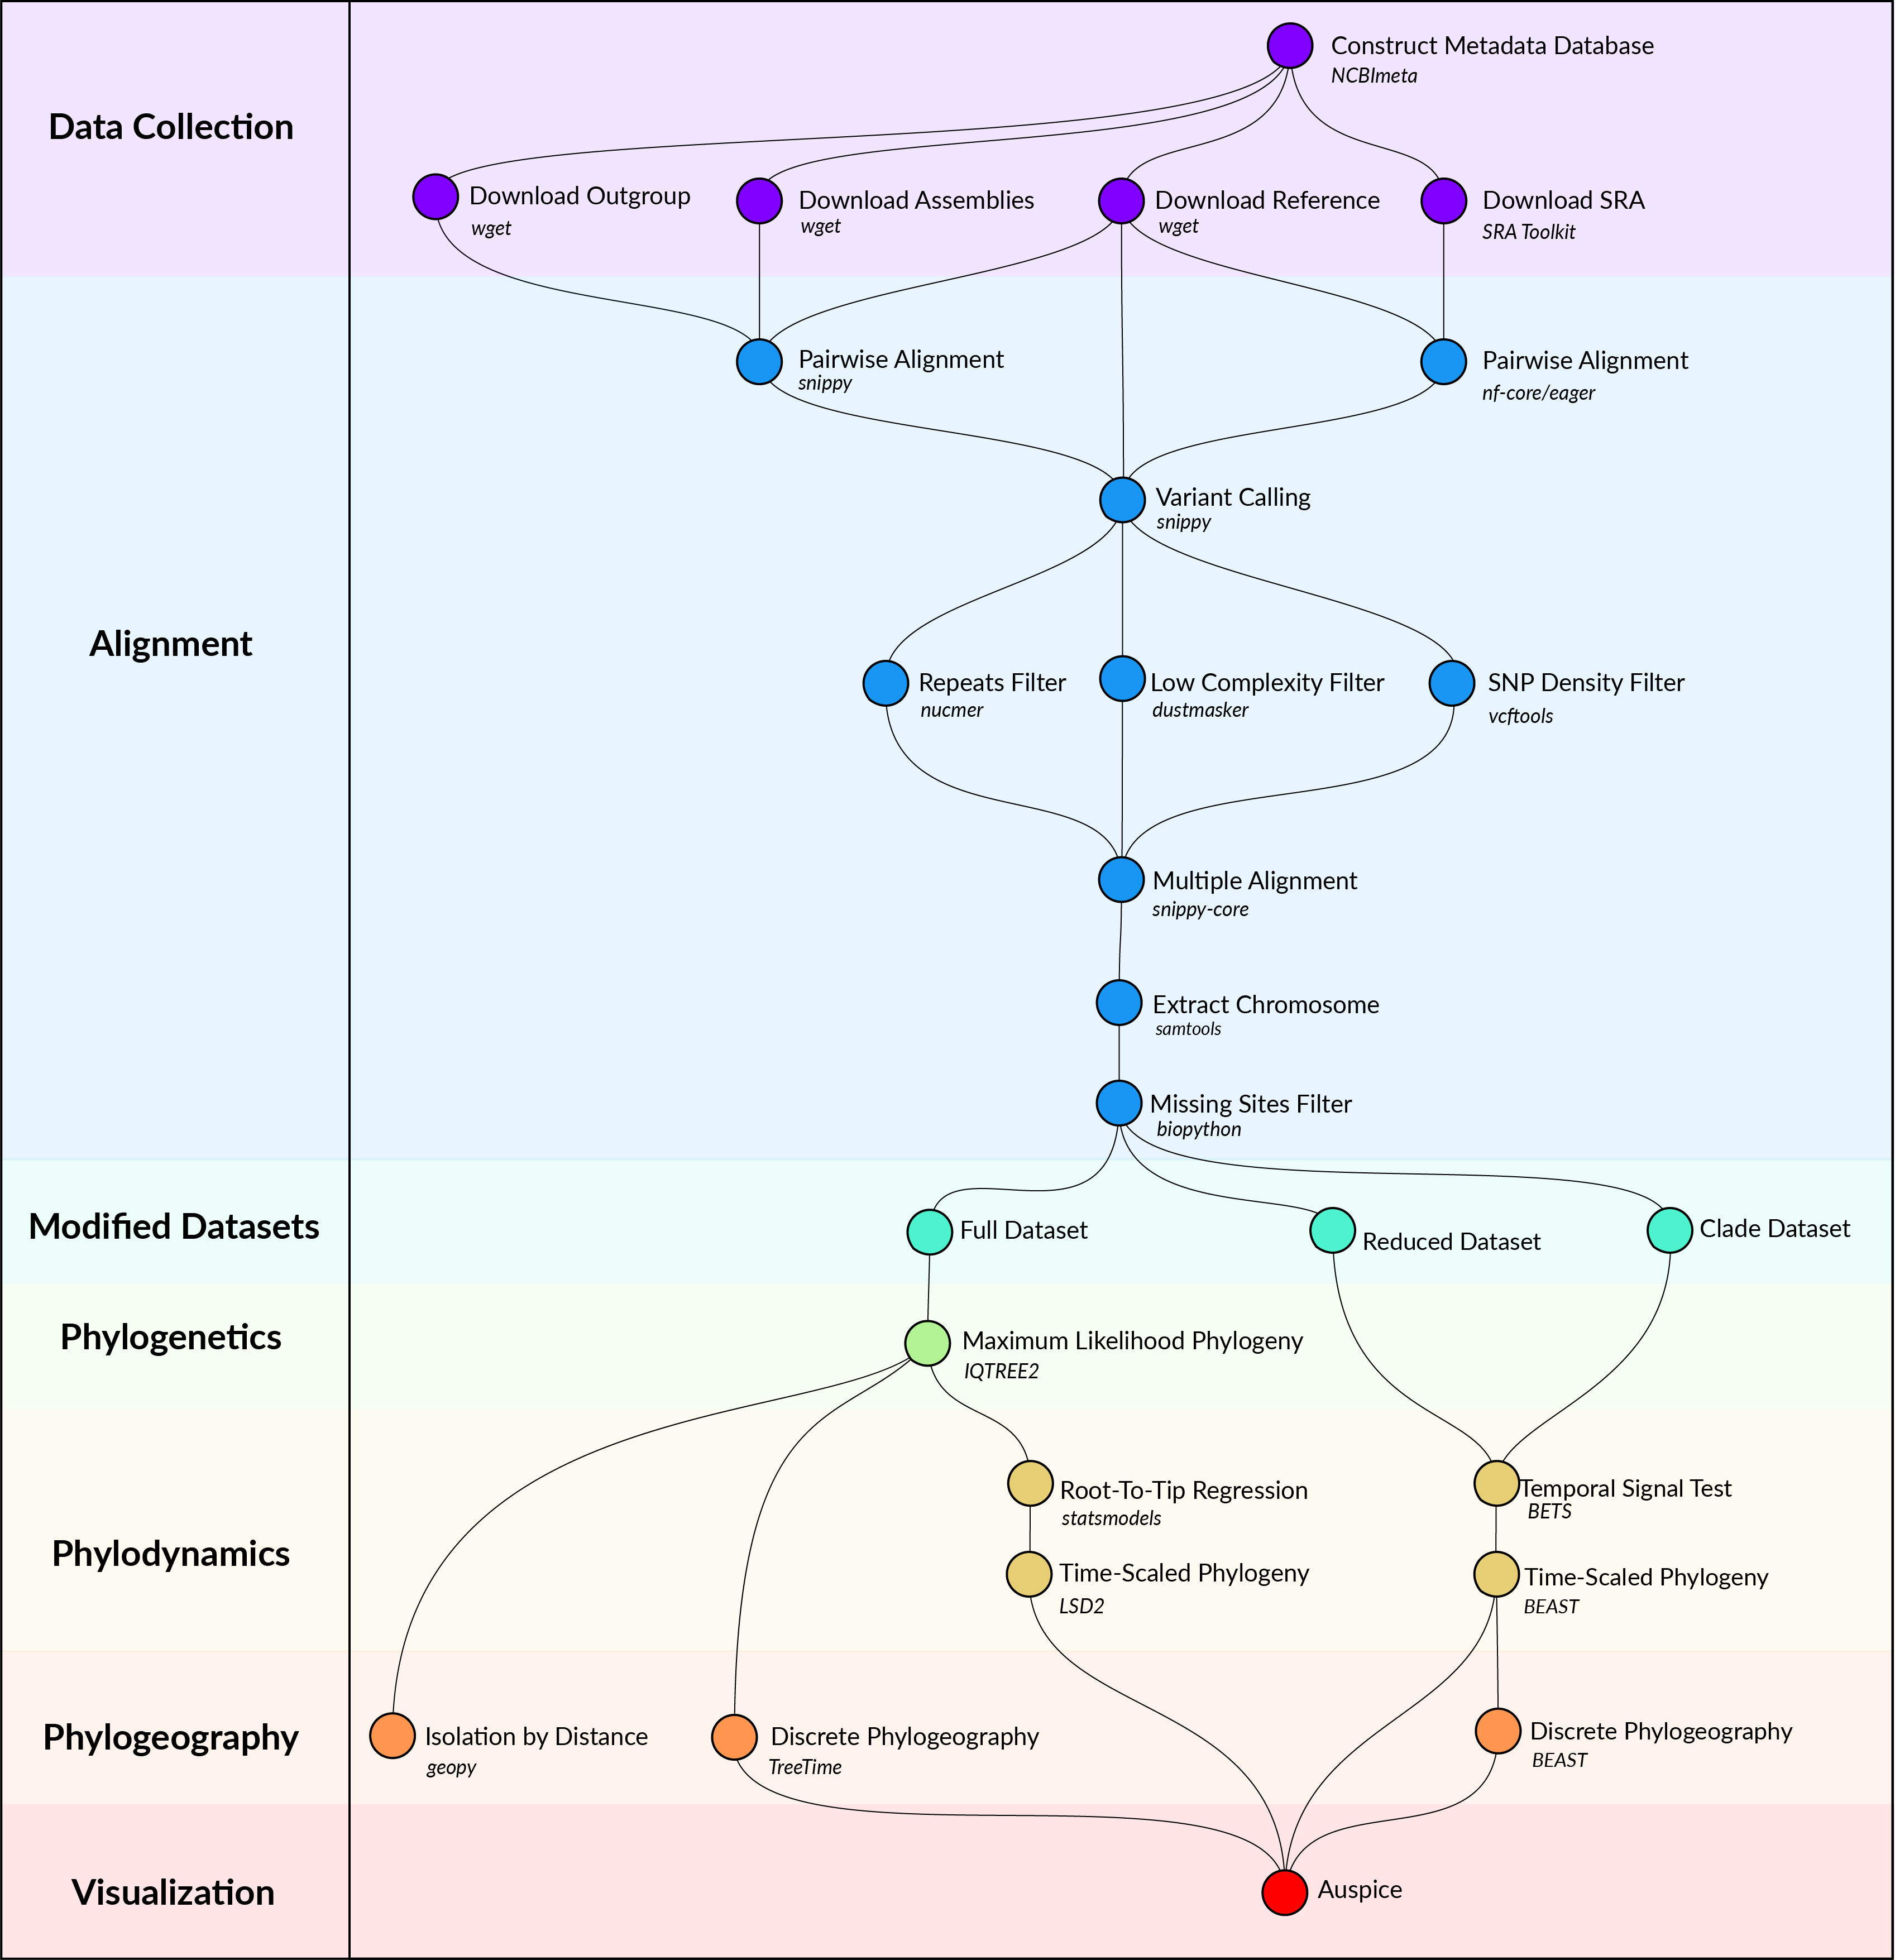 Data Collection
Construct Metadata Database
NCBImeta
Download Outgroup
wget
Download Assemblies
wget
Download Reference
wget
Download SRA
SRA Toolkit
Alignment
Pairwise Alignment
snippy
Pairwise Alignment
nf-core/eager
Variant Calling
snippy
Repeats Filter
nucmer
Low Complexity Filter
dustmasker
SNP Density Filter
vcftools
Multiple Alignment
snippy-core
Extract Chromosome
samtools
Missing Sites Filter
biopython
Modified Datasets
Full Dataset
Reduced Dataset
Clade Dataset
Phylogenetics
Maximum Likelihood Phylogeny
IQTREE2
Phylodynamics
Root-To-Tip Regression
statsmodels
Temporal Signal Test
BETS
Time-Scaled Phylogeny
LSD2
Time-Scaled Phylogeny
BEAST
Phylogeography
Isolation by Distance
geopy
Discrete Phylogeography
TreeTime
Discrete Phylogeography
BEAST
Visualization
Auspice